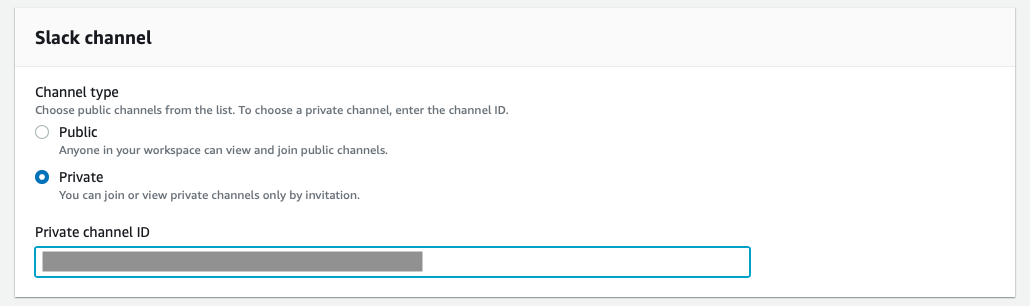 Slack channel
Channel type
Choose public channels from the list. To choose a private channel, enter the channel ID.
Public
Anyone in your workspace can view and join public channels.
Private
You can join or view private channels only by invitation.
Private channel ID